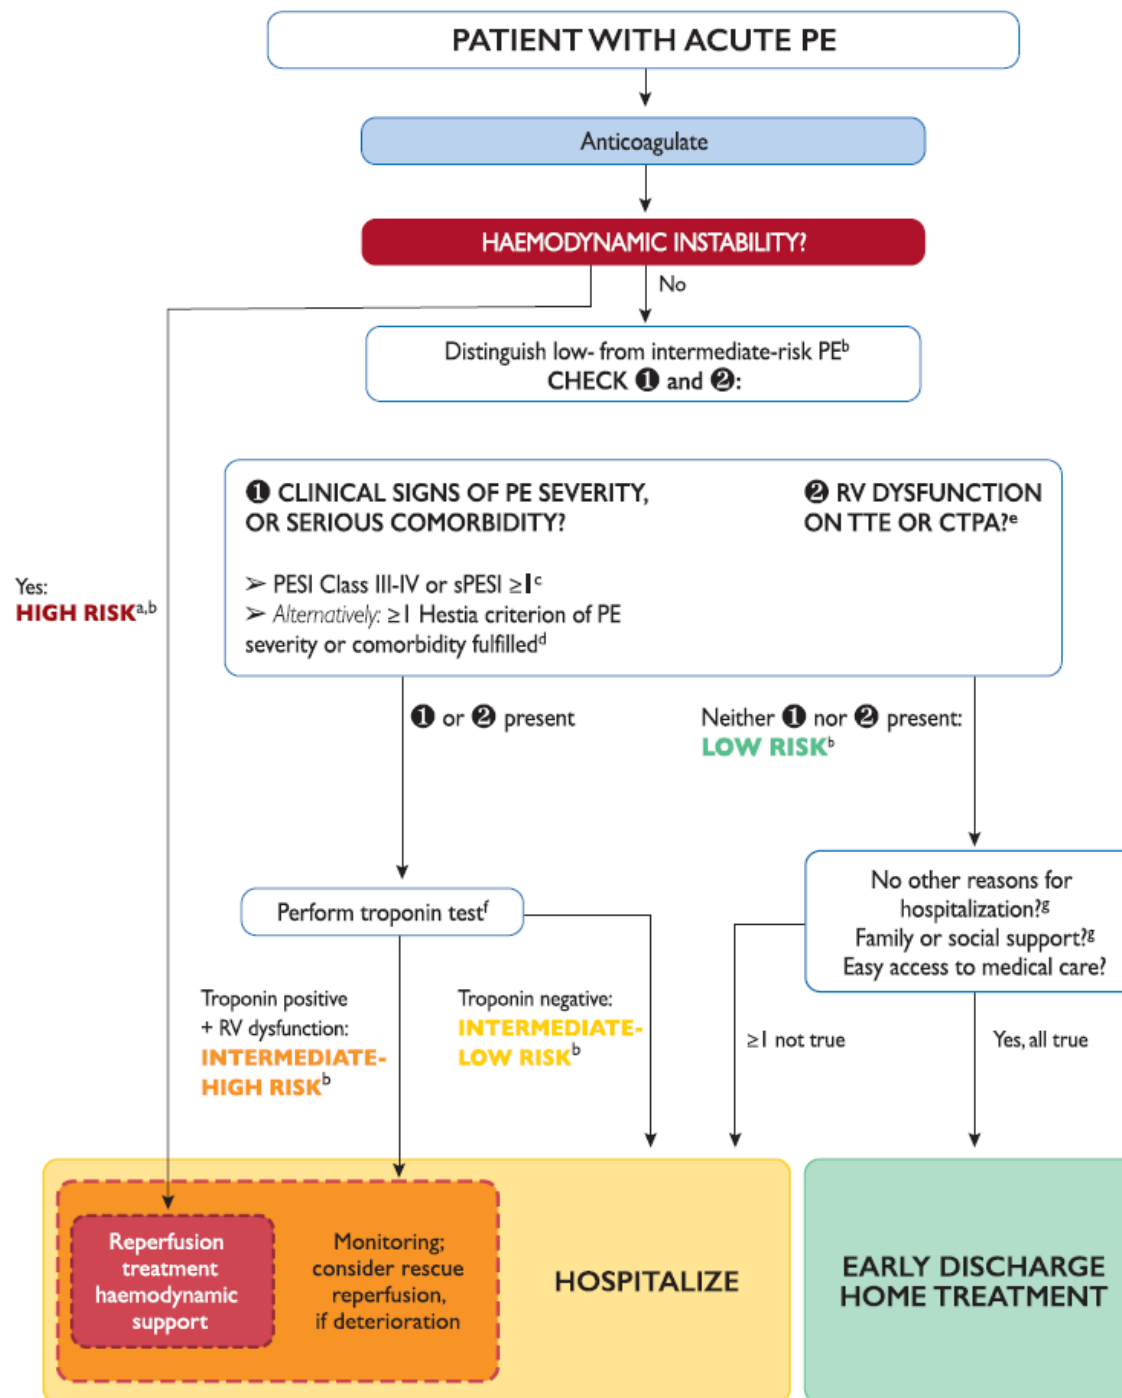 PATIENT WITH ACUTE PE
Anticoagulate
HAEMODYNAMIC INSTABILITY?
No
Distinguish low- from intermediate-risk PEᵇ
CHECK ❶ and ❷:
❶ CLINICAL SIGNS OF PE SEVERITY,
OR SERIOUS COMORBIDITY?
➢ PESI Class III-IV or sPESI ≥Iᶜ
➢ Alternatively: ≥I Hestia criterion of PE
severity or comorbidity fulfilledᵈ
❷ RV DYSFUNCTION
ON TTE OR CTPA?ᵉ
Yes:
HIGH RISKᵃ,ᵇ
❶ or ❷ present
Neither ❶ nor ❷ present:
LOW RISKᵇ
Perform troponin testᶠ
No other reasons for
hospitalization?ᵍ
Family or social support?ᵍ
Easy access to medical care?
Troponin positive
+ RV dysfunction:
INTERMEDIATE-
HIGH RISKᵇ
Troponin negative:
INTERMEDIATE-
LOW RISKᵇ
≥I not true
Yes, all true
Reperfusion
treatment
haemodynamic
support
Monitoring;
consider rescue
reperfusion,
if deterioration
HOSPITALIZE
EARLY DISCHARGE
HOME TREATMENT